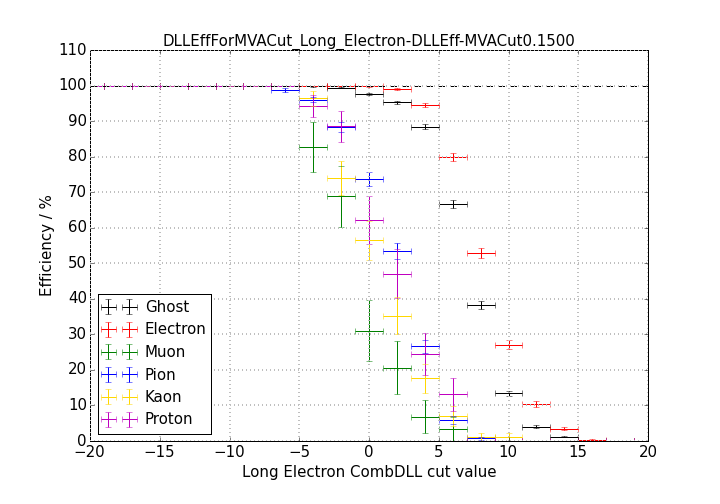 DLLEffForMVACut_Long_Electron-DLLEff-MVACut0.1500
110
100
90
80
70
60
50
40
30
20
10
0
Efficiency / %
Ghost
Electron
Muon
Pion
Kaon
Proton
−20 −15 −10 −5 0 5 10 15 20
Long Electron CombDLL cut value